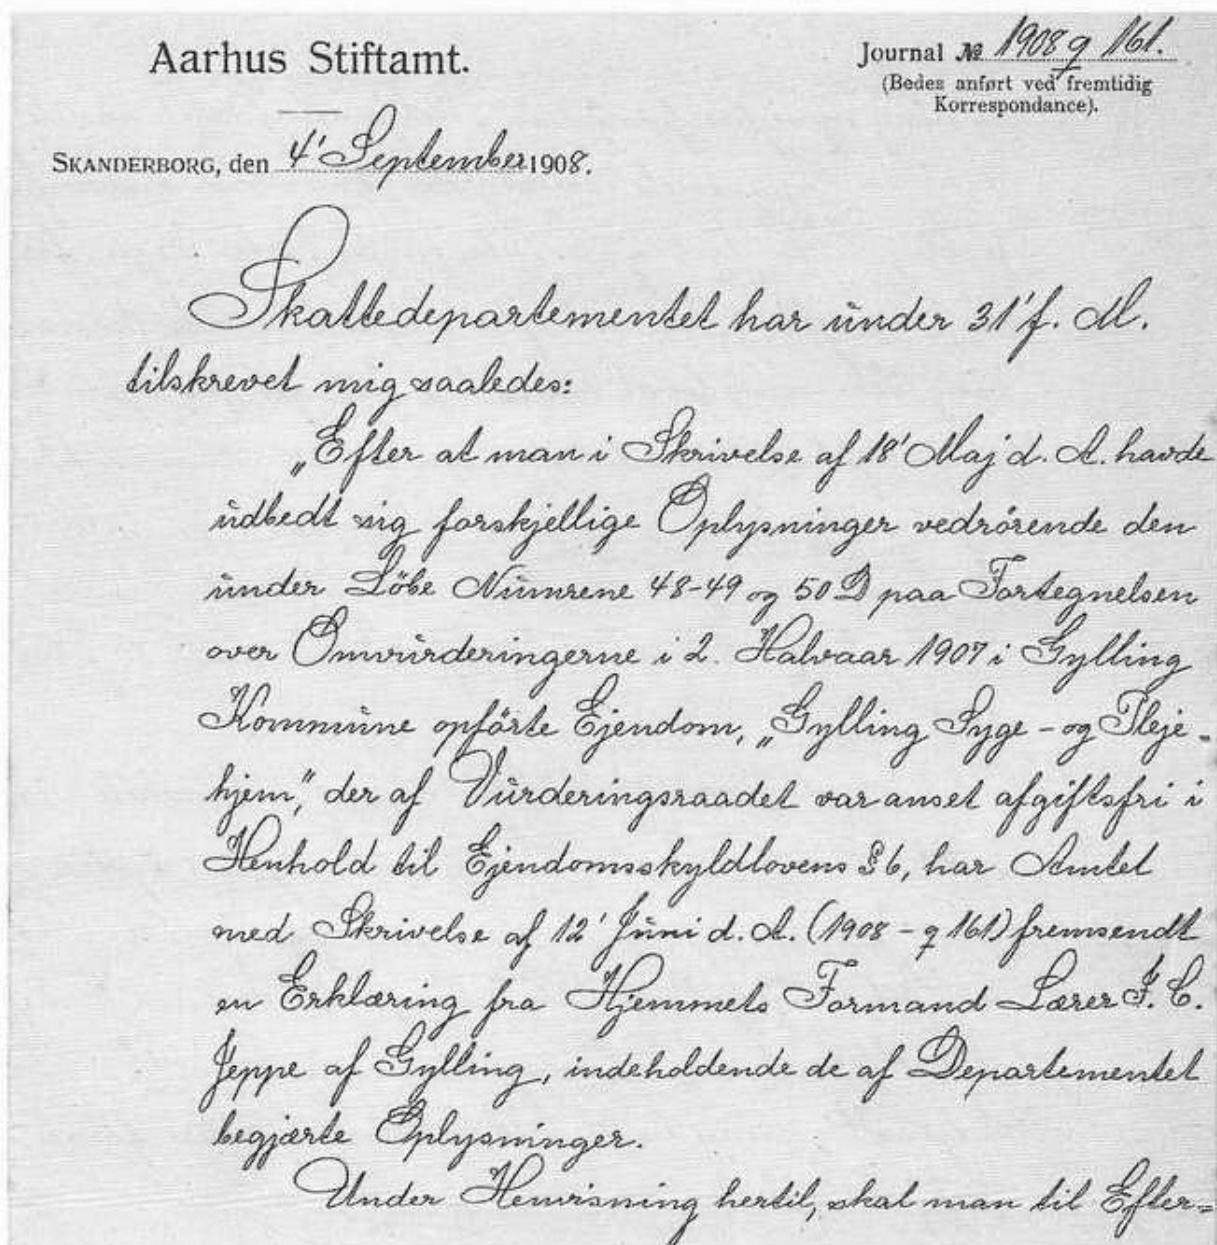 Aarhus Stiftamt.
Journal № 1908 q 161.
(Bedes anført ved fremtidig
Korrespondance).
SKANDERBORG, den 4' September 1908.
Skattedepartementet har under 31' f. M.
tilskrevet mig saaledes:
„Efter at man i Skrivelse af 18' Maj d. A. havde
udbedt sig forskjellige Oplysninger vedrörende den
under Löbe Numrene 48-49 og 50 D paa Fortegnelsen
over Omvurderingerne i 2. Halvaar 1907 i Gylling
Kommune opförte Ejendom, „Gylling Syge- og Pleje-
hjem," der af Vurderingsraadet var anset afgiftsfri i
Henhold til Ejendomsskyldlovens § 6, har Amtet
med Skrivelse af 12' Juni d. A. (1908 - q 161) fremsendt
en Erklæring fra Hjemmets Formand Lærer J. C.
Jeppe af Gylling, indeholdende de af Departementet
begjærte Oplysninger.
Under Henvisning hertil, skal man til Efter=